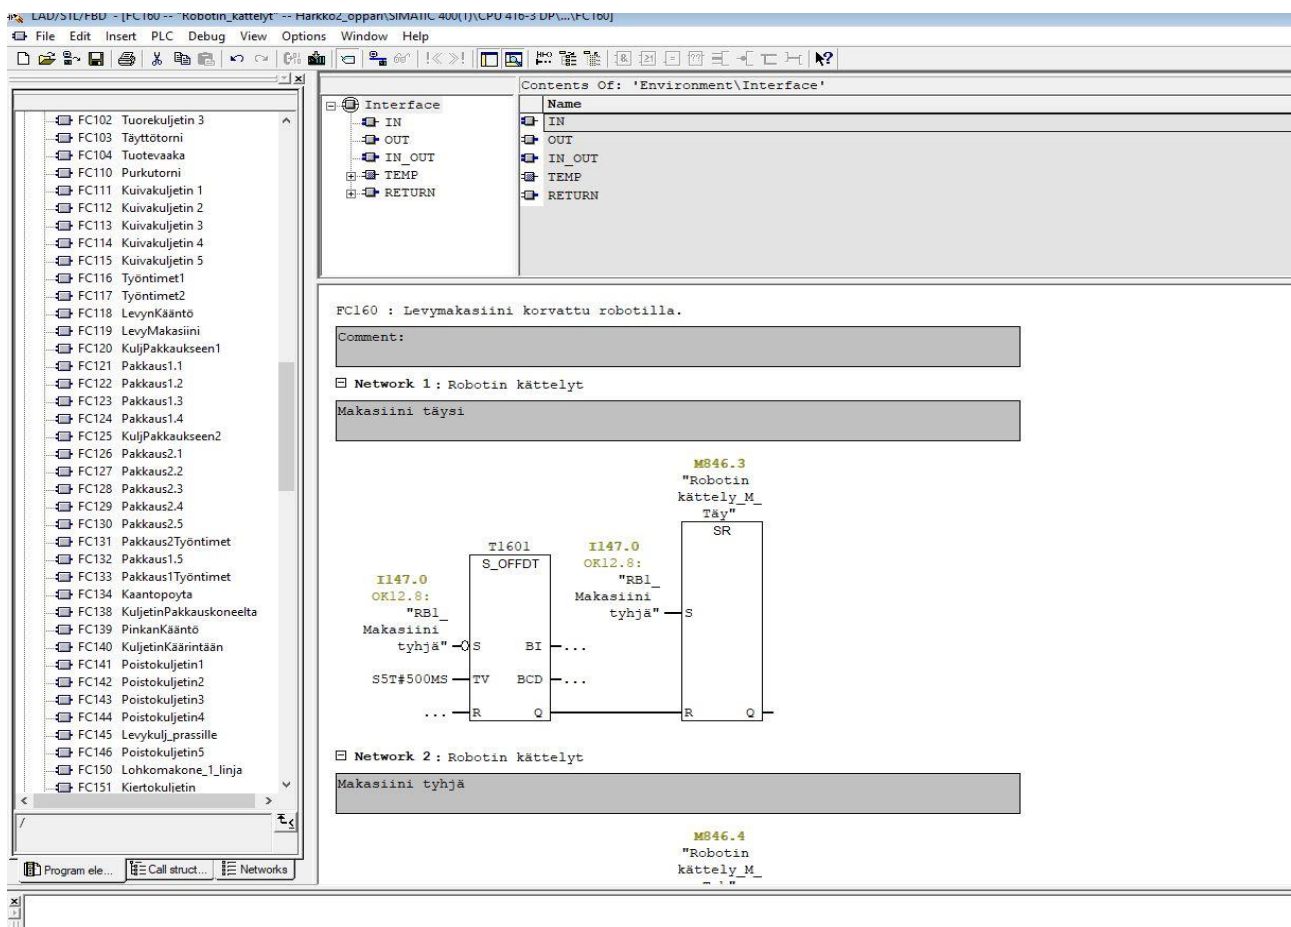 LAD/STL/FBD - [FC160 -- "Robotin_kättelyt" -- Harkko2_oppari\SIMATIC 400(1)\CPU 416-3 DP\...\FC160]
File Edit Insert PLC Debug View Options Window Help
FC102 Tuorekuljetin 3
FC103 Täyttötorni
FC104 Tuotevaaka
FC110 Purkutorni
FC111 Kuivakuljetin 1
FC112 Kuivakuljetin 2
FC113 Kuivakuljetin 3
FC114 Kuivakuljetin 4
FC115 Kuivakuljetin 5
FC116 Työntimet1
FC117 Työntimet2
FC118 LevynKääntö
FC119 LevyMakasiini
FC120 KuljPakkaukseen1
FC121 Pakkaus1.1
FC122 Pakkaus1.2
FC123 Pakkaus1.3
FC124 Pakkaus1.4
FC125 KuljPakkaukseen2
FC126 Pakkaus2.1
FC127 Pakkaus2.2
FC128 Pakkaus2.3
FC129 Pakkaus2.4
FC130 Pakkaus2.5
FC131 Pakkaus2Työntimet
FC132 Pakkaus1.5
FC133 Pakkaus1Työntimet
FC134 Kaantopoyta
FC138 KuljetinPakkauskoneelta
FC139 PinkanKääntö
FC140 KuljetinKäärintään
FC141 Poistokuljetin1
FC142 Poistokuljetin2
FC143 Poistokuljetin3
FC144 Poistokuljetin4
FC145 Levykulj_prassille
FC146 Poistokuljetin5
FC150 Lohkomakone_1_linja
FC151 Kiertokuljetin
/
Program ele... Call struct... Networks
Interface
IN
OUT
IN_OUT
TEMP
RETURN
Contents Of: 'Environment\Interface'
Name
IN
OUT
IN_OUT
TEMP
RETURN
FC160 : Levymakasiini korvattu robotilla.
Comment:
Network 1: Robotin kättelyt
Makasiini täysi
M846.3
"Robotin
kättely_M_
Täy"
SR
T1601
S_OFFDT
I147.0
OK12.8:
"RB1_
Makasiini
tyhjä"
S
I147.0
OK12.8:
"RB1_
Makasiini
tyhjä"
S BI ...
S5T#500MS TV BCD ...
... R Q
R Q
Network 2: Robotin kättelyt
Makasiini tyhjä
M846.4
"Robotin
kättely_M_